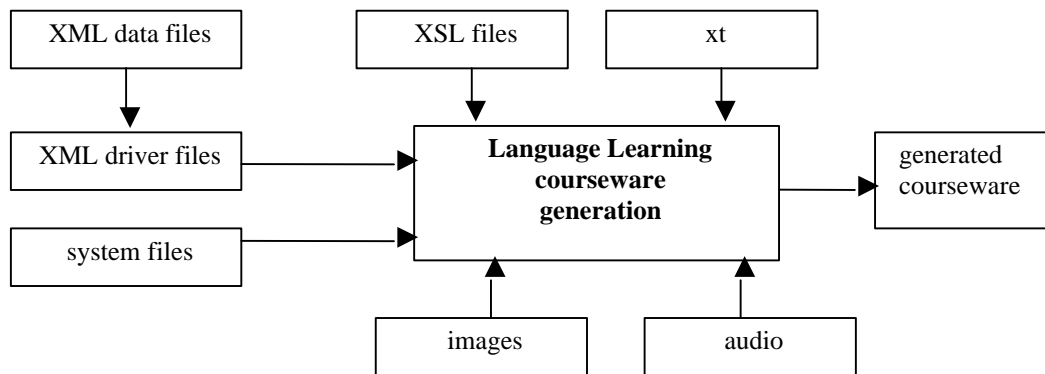 XML data files
XSL files
xt
XML driver files
Language Learning
courseware
generation
generated
courseware
system files
images
audio